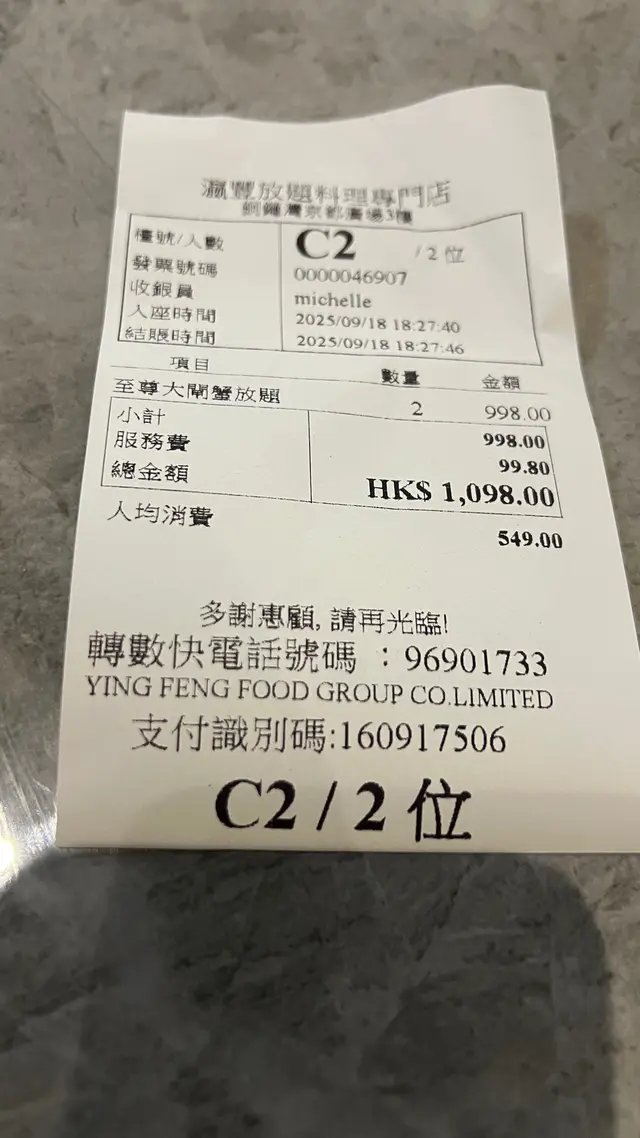 瀛豐放題料理專門店
銅鑼灣京都廣場3樓
檯號/人數 C2 / 2 位
發票號碼 0000046907
收銀員 michelle
入座時間 2025/09/18 18:27:40
結賬時間 2025/09/18 18:27:46
項目 數量 金額
至尊大閘蟹放題 2 998.00
小計 998.00
服務費 99.80
總金額 HK$ 1,098.00
人均消費 549.00
多謝惠顧, 請再光臨!
轉數快電話號碼 ：96901733
YING FENG FOOD GROUP CO.LIMITED
支付識別碼:160917506
C2 / 2 位